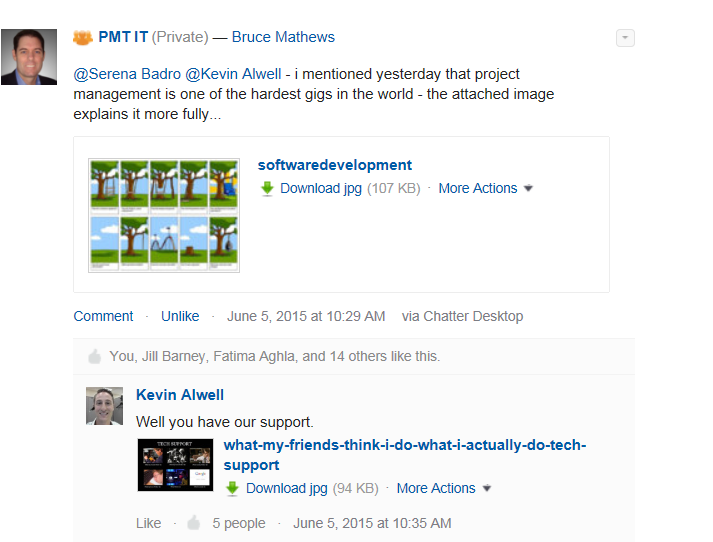 PMT IT (Private) — Bruce Mathews
@Serena Badro @Kevin Alwell - i mentioned yesterday that project
management is one of the hardest gigs in the world - the attached image
explains it more fully...
softwaredevelopment
Download jpg (107 KB) · More Actions
Comment · Unlike · June 5, 2015 at 10:29 AM via Chatter Desktop
You, Jill Barney, Fatima Aghla, and 14 others like this.
Kevin Alwell
Well you have our support.
TECH SUPPORT
what-my-friends-think-i-do-what-i-actually-do-tech-
support
Download jpg (94 KB) · More Actions
Like · 5 people · June 5, 2015 at 10:35 AM